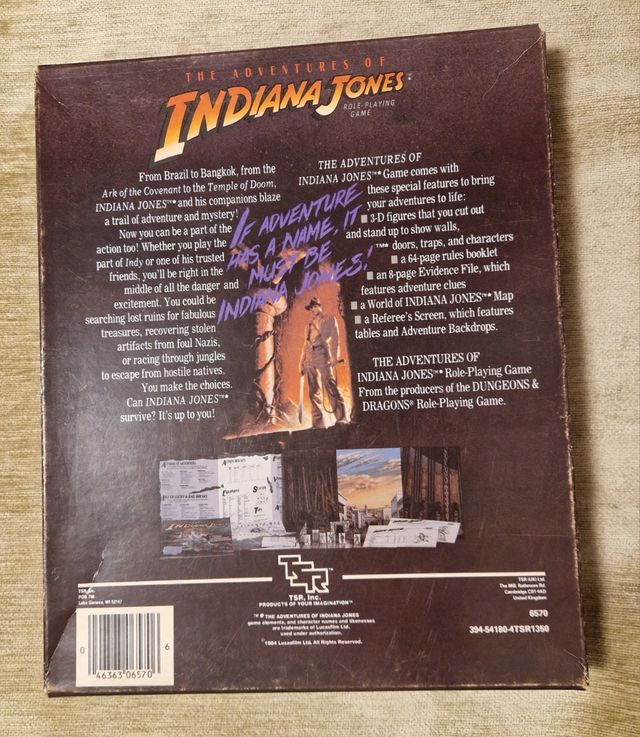 THE ADVENTURES OF
INDIANA JONES™
ROLE-PLAYING
GAME
From Brazil to Bangkok, from the
Ark of the Covenant to the Temple of Doom,
INDIANA JONES™* and his companions blaze
a trail of adventure and mystery!
Now you can be a part of the
action too! Whether you play the
part of Indy or one of his trusted
friends, you'll be right in the
middle of all the danger and
excitement. You could be
searching lost ruins for fabulous
treasures, recovering stolen
artifacts from foul Nazis,
or racing through jungles
to escape from hostile natives.
You make the choices.
Can INDIANA JONES™*
survive? It's up to you!
IF ADVENTURE
HAS A NAME, IT
MUST BE
INDIANA JONES!
THE ADVENTURES OF
INDIANA JONES™* Game comes with
these special features to bring
your adventures to life:
■ 3-D figures that you cut out
and stand up to show walls,
doors, traps, and characters
■ a 64-page rules booklet
■ an 8-page Evidence File, which
features adventure clues
■ a World of INDIANA JONES™* Map
■ a Referee's Screen, which features
tables and Adventure Backdrops.
THE ADVENTURES OF
INDIANA JONES™* Role-Playing Game
From the producers of the DUNGEONS &
DRAGONS® Role-Playing Game.
INDIANA JONES
TSR™
TSR, Inc.
PRODUCTS OF YOUR IMAGINATION™
TSR, Inc.
POB 756
Lake Geneva, WI 53147
TSR (UK) Ltd.
The Mill, Rathmore Rd.
Cambridge CB1 4AD
United Kingdom
™* THE ADVENTURES OF INDIANA JONES
game elements, and character names and likenesses
are trademarks of Lucasfilm Ltd.
used under authorization.
©1984 Lucasfilm Ltd. All Rights Reserved.
6570
394-54180-4TSR1350
0 46363 06570 6